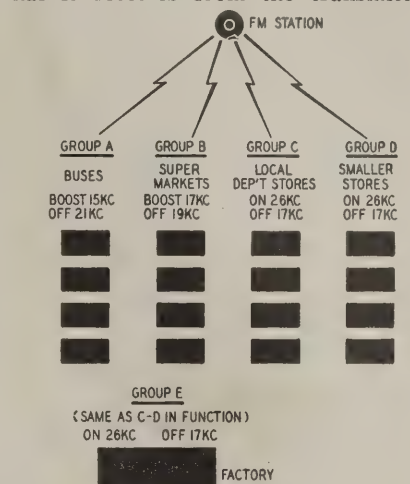 FM STATION
GROUP A
BUSES
BOOST 15KC
OFF 21KC
GROUP B
SUPER
MARKETS
BOOST 17KC
OFF 19KC
GROUP C
LOCAL
DEP'T STORES
ON 26KC
OFF 17KC
GROUP D
SMALLER
STORES
ON 26KC
OFF 17KC
GROUP E
(SAME AS C-D IN FUNCTION)
ON 26KC OFF 17KC
FACTORY